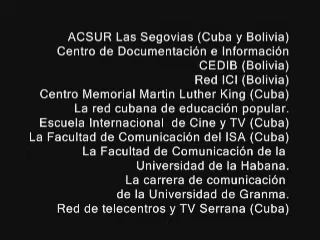 ACSUR Las Segovias (Cuba y Bolivia)
Centro de Documentación e Información
CEDIB (Bolivia)
Red ICI (Bolivia)
Centro Memorial Martin Luther King (Cuba)
La red cubana de educación popular.
Escuela Internacional de Cine y TV (Cuba)
La Facultad de Comunicación del ISA (Cuba)
La Facultad de Comunicación de la
Universidad de la Habana.
La carrera de comunicación
de la Universidad de Granma.
Red de telecentros y TV Serrana (Cuba)